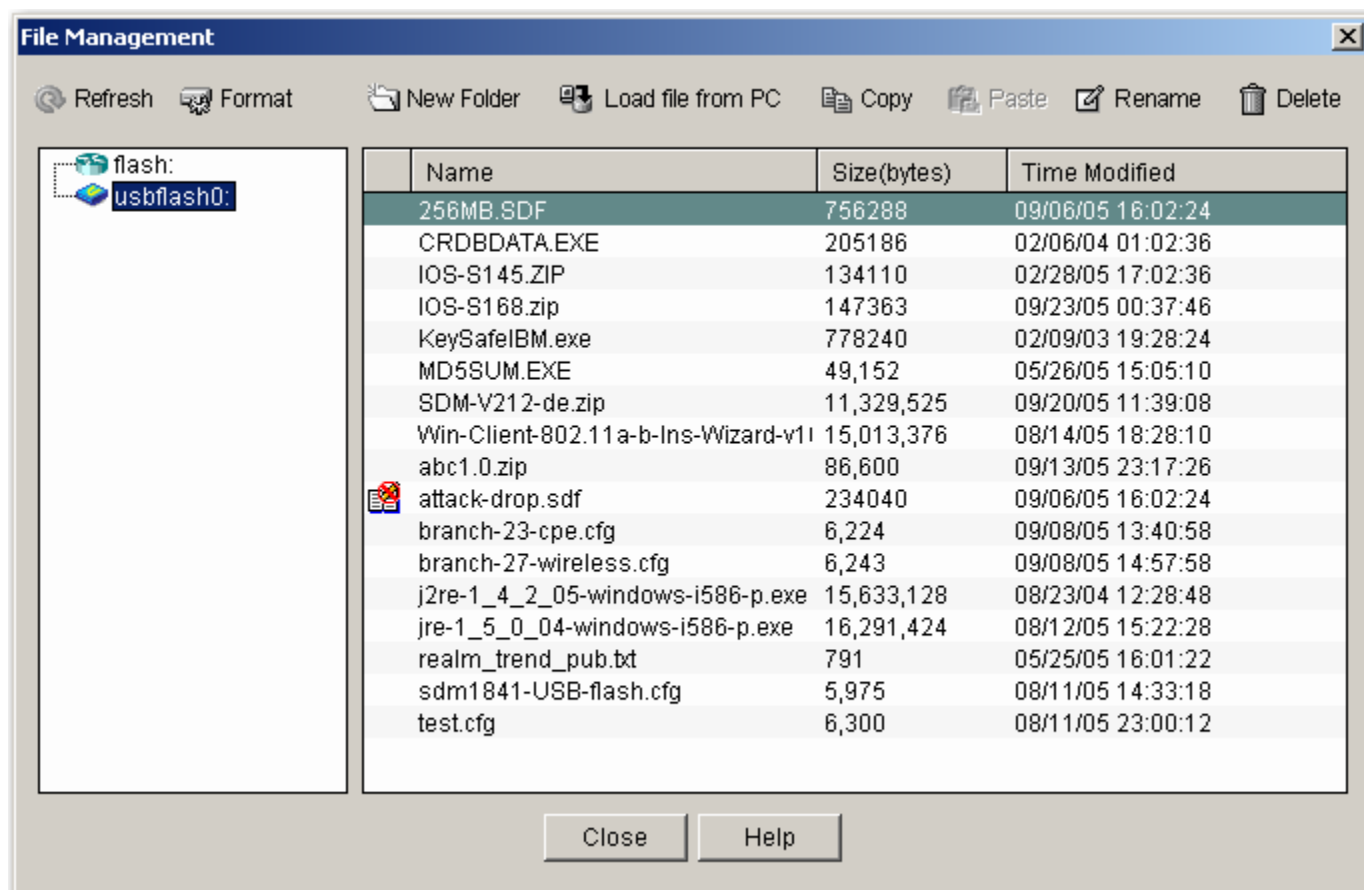 File Management
Refresh Format New Folder Load file from PC Copy Paste Rename Delete
flash:
usbflash0:
Name Size(bytes) Time Modified
256MB.SDF 756288 09/06/05 16:02:24
CRDBDATA.EXE 205186 02/06/04 01:02:36
IOS-S145.ZIP 134110 02/28/05 17:02:36
IOS-S168.zip 147363 09/23/05 00:37:46
KeySafeIBM.exe 778240 02/09/03 19:28:24
MD5SUM.EXE 49,152 05/26/05 15:05:10
SDM-V212-de.zip 11,329,525 09/20/05 11:39:08
Win-Client-802.11a-b-Ins-Wizard-v1 15,013,376 08/14/05 18:28:10
abc1.0.zip 86,600 09/13/05 23:17:26
attack-drop.sdf 234040 09/06/05 16:02:24
branch-23-cpe.cfg 6,224 09/08/05 13:40:58
branch-27-wireless.cfg 6,243 09/08/05 14:57:58
j2re-1_4_2_05-windows-i586-p.exe 15,633,128 08/23/04 12:28:48
jre-1_5_0_04-windows-i586-p.exe 16,291,424 08/12/05 15:22:28
realm_trend_pub.txt 791 05/25/05 16:01:22
sdm1841-USB-flash.cfg 5,975 08/11/05 14:33:18
test.cfg 6,300 08/11/05 23:00:12
Close Help